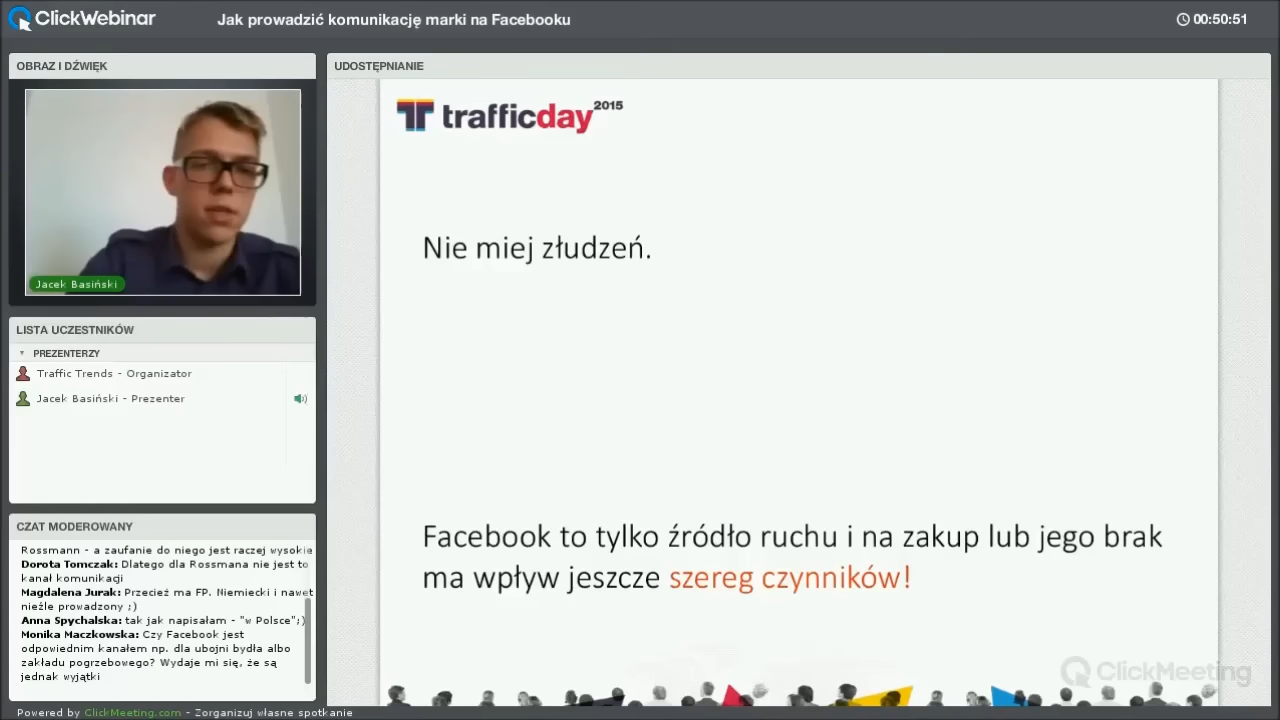 ClickWebinar
Jak prowadzić komunikację marki na Facebooku
00:50:51
OBRAZ I DŹWIĘK
Jacek Basiński
LISTA UCZESTNIKÓW
PREZENTERZY
Traffic Trends - Organizator
Jacek Basiński - Prezenter
CZAT MODEROWANY
Rossmann - a zaufanie do niego jest raczej wysokie
Dorota Tomczak: Dlatego dla Rossmana nie jest to
kanał komunikacji
Magdalena Jurak: Przecież ma FP. Niemiecki i nawet
nieźle prowadzony ;)
Anna Spychalska: tak jak napisałam - "w Polsce";)
Monika Maczkowska: Czy Facebook jest
odpowiednim kanałem np. dla ubojni bydła albo
zakładu pogrzebowego? Wydaje mi się, że są
jednak wyjątki
UDOSTĘPNIANIE
trafficday 2015
Nie miej złudzeń.
Facebook to tylko źródło ruchu i na zakup lub jego brak
ma wpływ jeszcze szereg czynników!
ClickMeeting
Powered by ClickMeeting.com - Zorganizuj własne spotkanie